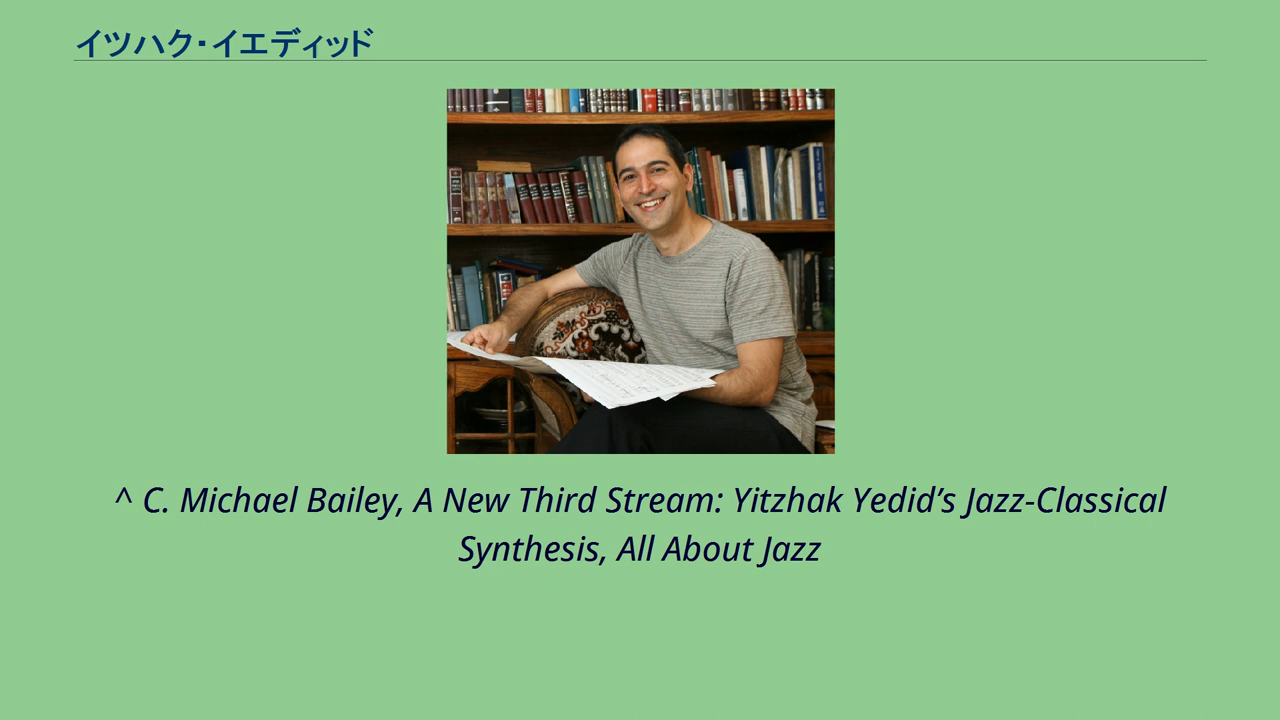 イツハク・イエディッド
^ C. Michael Bailey, A New Third Stream: Yitzhak Yedid’s Jazz-Classical
Synthesis, All About Jazz